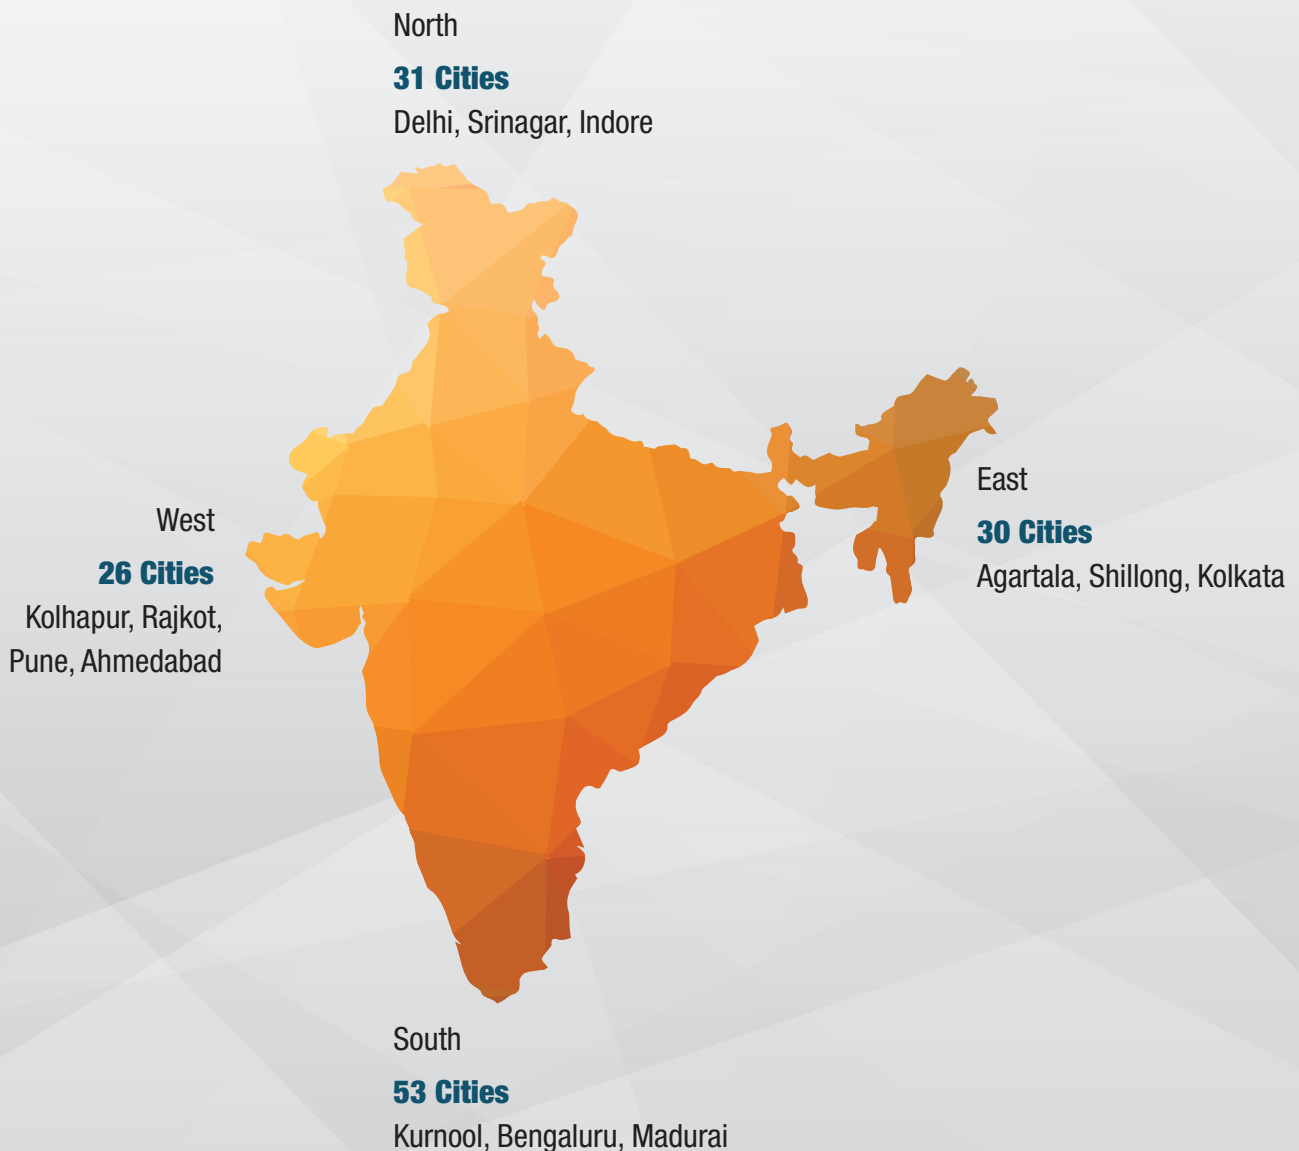 North
31 Cities
Delhi, Srinagar, Indore
West
26 Cities
Kolhapur, Rajkot,
Pune, Ahmedabad
East
30 Cities
Agartala, Shillong, Kolkata
South
53 Cities
Kurnool, Bengaluru, Madurai